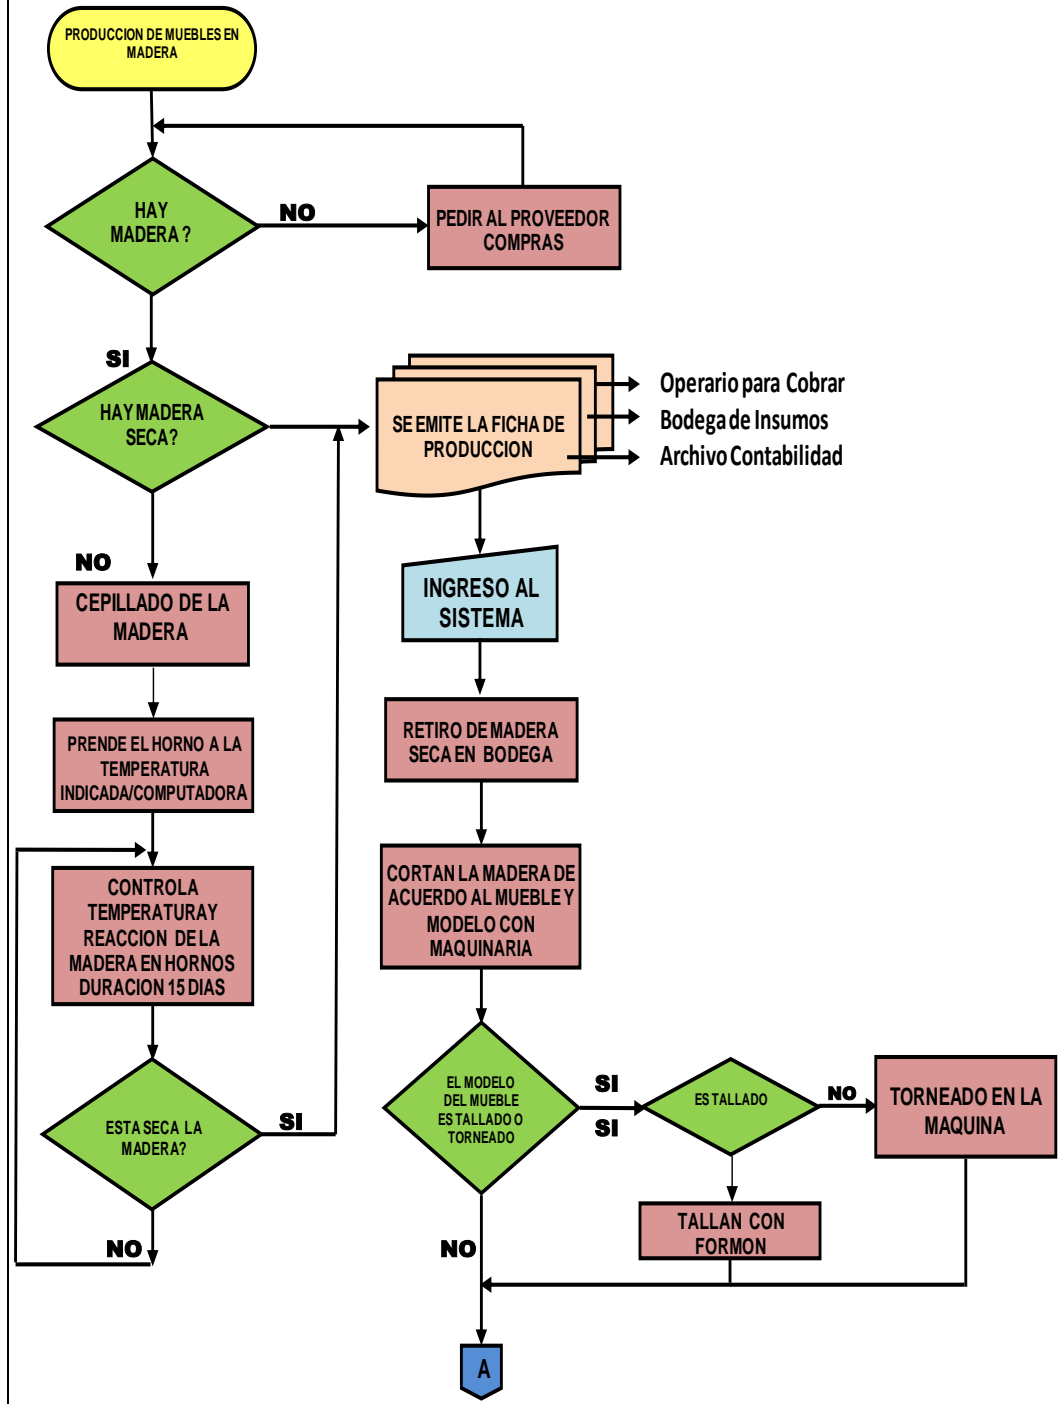 PRODUCCION DE MUEBLES EN
MADERA
HAY
MADERA ?
NO
PEDIR AL PROVEEDOR
COMPRAS
SI
HAY MADERA
SECA?
SE EMITE LA FICHA DE
PRODUCCION
Operario para Cobrar
Bodega de Insumos
Archivo Contabilidad
NO
CEPILLADO DE LA
MADERA
INGRESO AL
SISTEMA
PRENDE EL HORNO A LA
TEMPERATURA
INDICADA/COMPUTADORA
RETIRO DE MADERA
SECA EN BODEGA
CONTROLA
TEMPERATURA Y
REACCION DE LA
MADERA EN HORNOS
DURACION 15 DIAS
CORTAN LA MADERA DE
ACUERDO AL MUEBLE Y
MODELO CON
MAQUINARIA
ESTA SECA LA
MADERA?
SI
NO
EL MODELO
DEL MUEBLE
ES TALLADO O
TORNEADO
SI
SI
ES TALLADO
NO
TORNEADO EN LA
MAQUINA
TALLAN CON
FORMON
NO
A